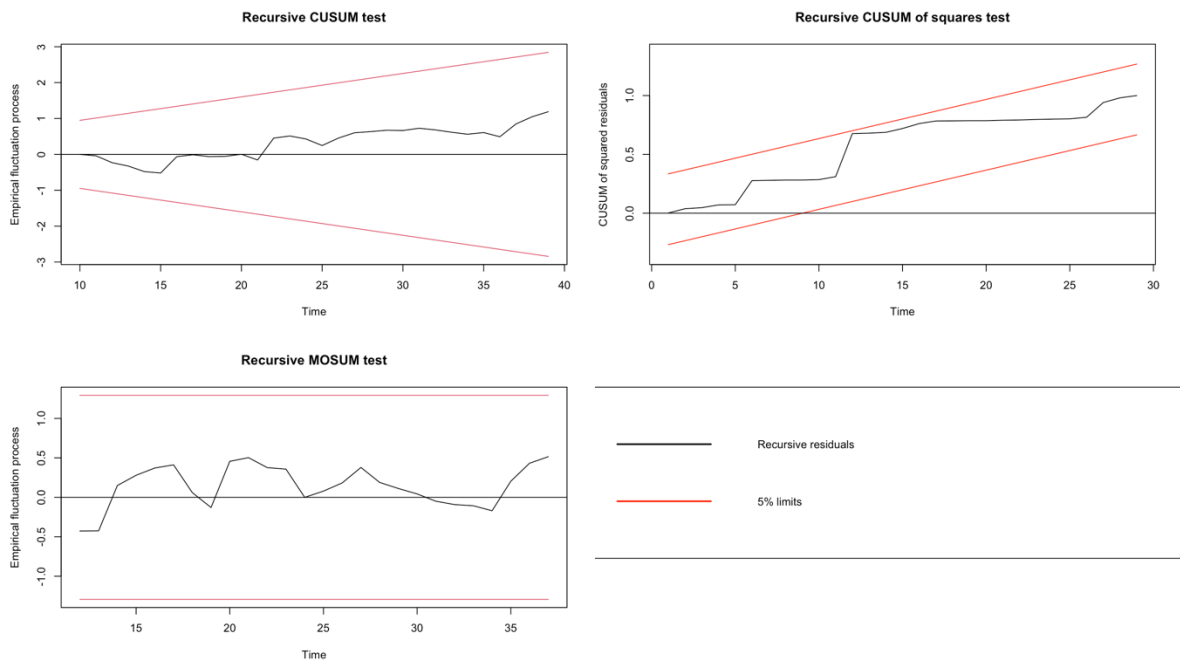 Recursive CUSUM test
Empirical fluctuation process
3
2
1
0
-1
-2
-3
10 15 20 25 30 35 40
Time
Recursive CUSUM of squares test
CUSUM of squared residuals
1.0
0.5
0.0
0 5 10 15 20 25 30
Time
Recursive MOSUM test
Empirical fluctuation process
1.0
0.5
0.0
-0.5
-1.0
15 20 25 30 35
Time
Recursive residuals
5% limits